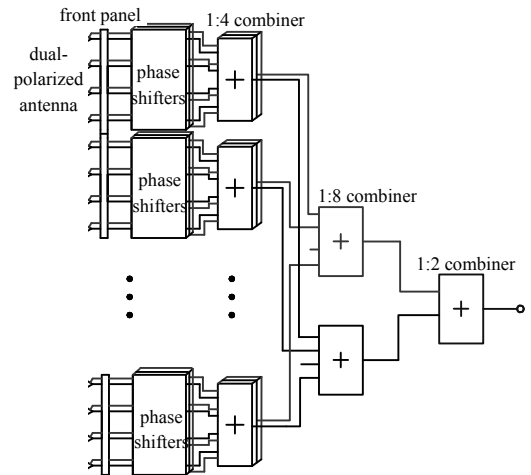 front panel
1:4 combiner
dual-
polarized
antenna
phase
shifters
+
phase
shifters
+
1:8 combiner
+
1:2 combiner
+
+
phase
shifters
+